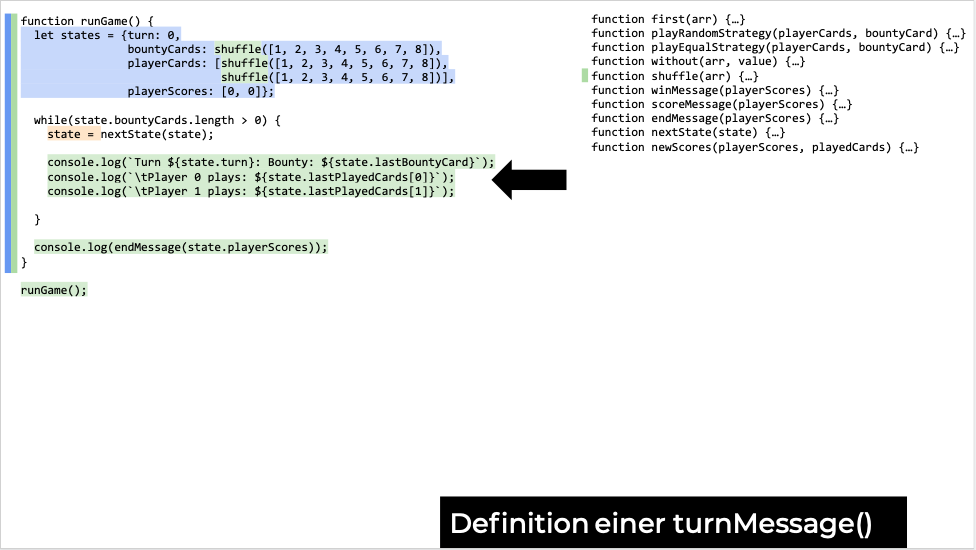 function runGame() {
let states = {turn: 0,
bountyCards: shuffle([1, 2, 3, 4, 5, 6, 7, 8]),
playerCards: [shuffle([1, 2, 3, 4, 5, 6, 7, 8]),
shuffle([1, 2, 3, 4, 5, 6, 7, 8])],
playerScores: [0, 0]};
while(state.bountyCards.length > 0) {
state = nextState(state);
console.log(`Turn ${state.turn}: Bounty: ${state.lastBountyCard}`);
console.log(`\tPlayer 0 plays: ${state.lastPlayedCards[0]}`);
console.log(`\tPlayer 1 plays: ${state.lastPlayedCards[1]}`);
}
console.log(endMessage(state.playerScores));
}
runGame();
function first(arr) {…}
function playRandomStrategy(playerCards, bountyCard) {…}
function playEqualStrategy(playerCards, bountyCard) {…}
function without(arr, value) {…}
function shuffle(arr) {…}
function winMessage(playerScores) {…}
function scoreMessage(playerScores) {…}
function endMessage(playerScores) {…}
function nextState(state) {…}
function newScores(playerScores, playedCards) {…}
Definition einer turnMessage()